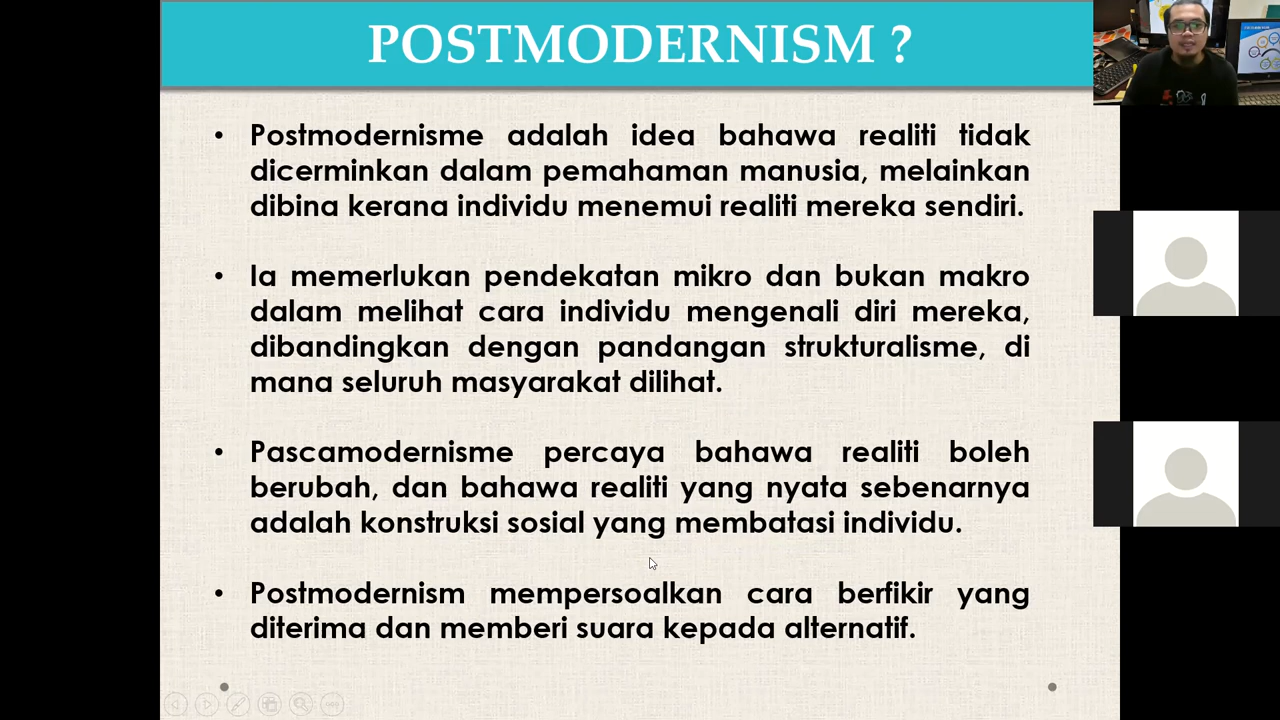 POSTMODERNISM ?
• Postmodernisme adalah idea bahawa realiti tidak
dicerminkan dalam pemahaman manusia, melainkan
dibina kerana individu menemui realiti mereka sendiri.
• Ia memerlukan pendekatan mikro dan bukan makro
dalam melihat cara individu mengenali diri mereka,
dibandingkan dengan pandangan strukturalisme, di
mana seluruh masyarakat dilihat.
• Pascamodernisme percaya bahawa realiti boleh
berubah, dan bahawa realiti yang nyata sebenarnya
adalah konstruksi sosial yang membatasi individu.
• Postmodernism mempersoalkan cara berfikir yang
diterima dan memberi suara kepada alternatif.